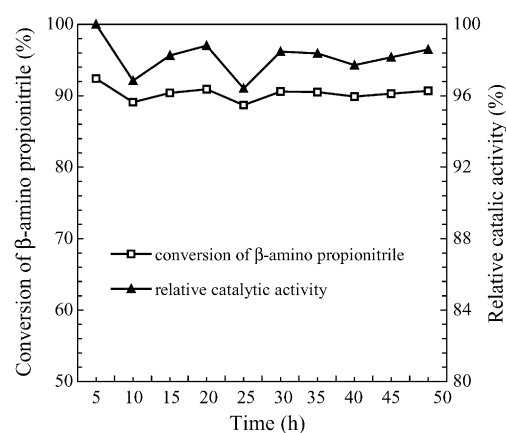 Conversion of β-amino propionitrile (%)
100
90
80
70
60
50
conversion of β-amino propionitrile
relative catalytic activity
100
96
92
88
84
80
Relative catalic activity (%)
5 10 15 20 25 30 35 40 45 50
Time (h)